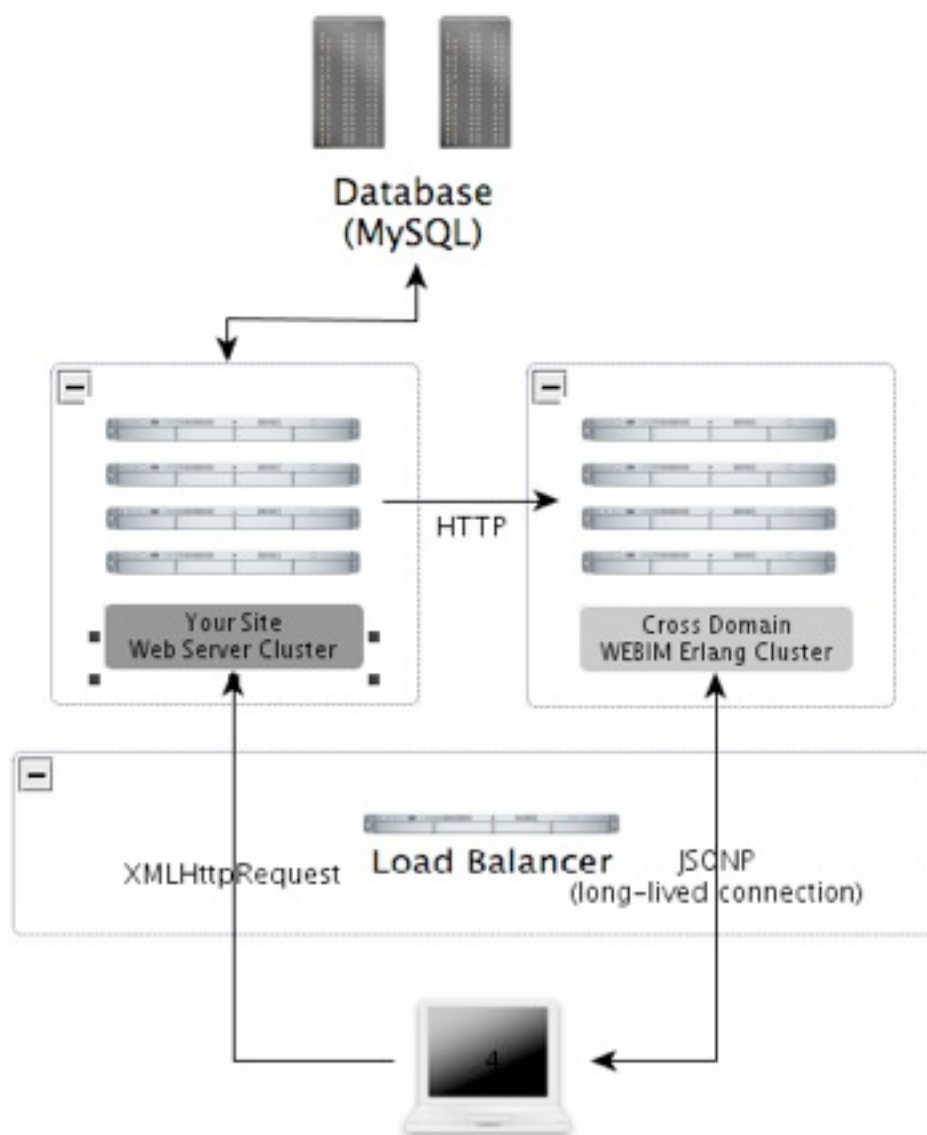 Database
(MySQL)
HTTP
Your Site
Web Server Cluster
Cross Domain
WEBIM Erlang Cluster
XMLHttpRequest
Load Balancer
JSONP
(long-lived connection)
4